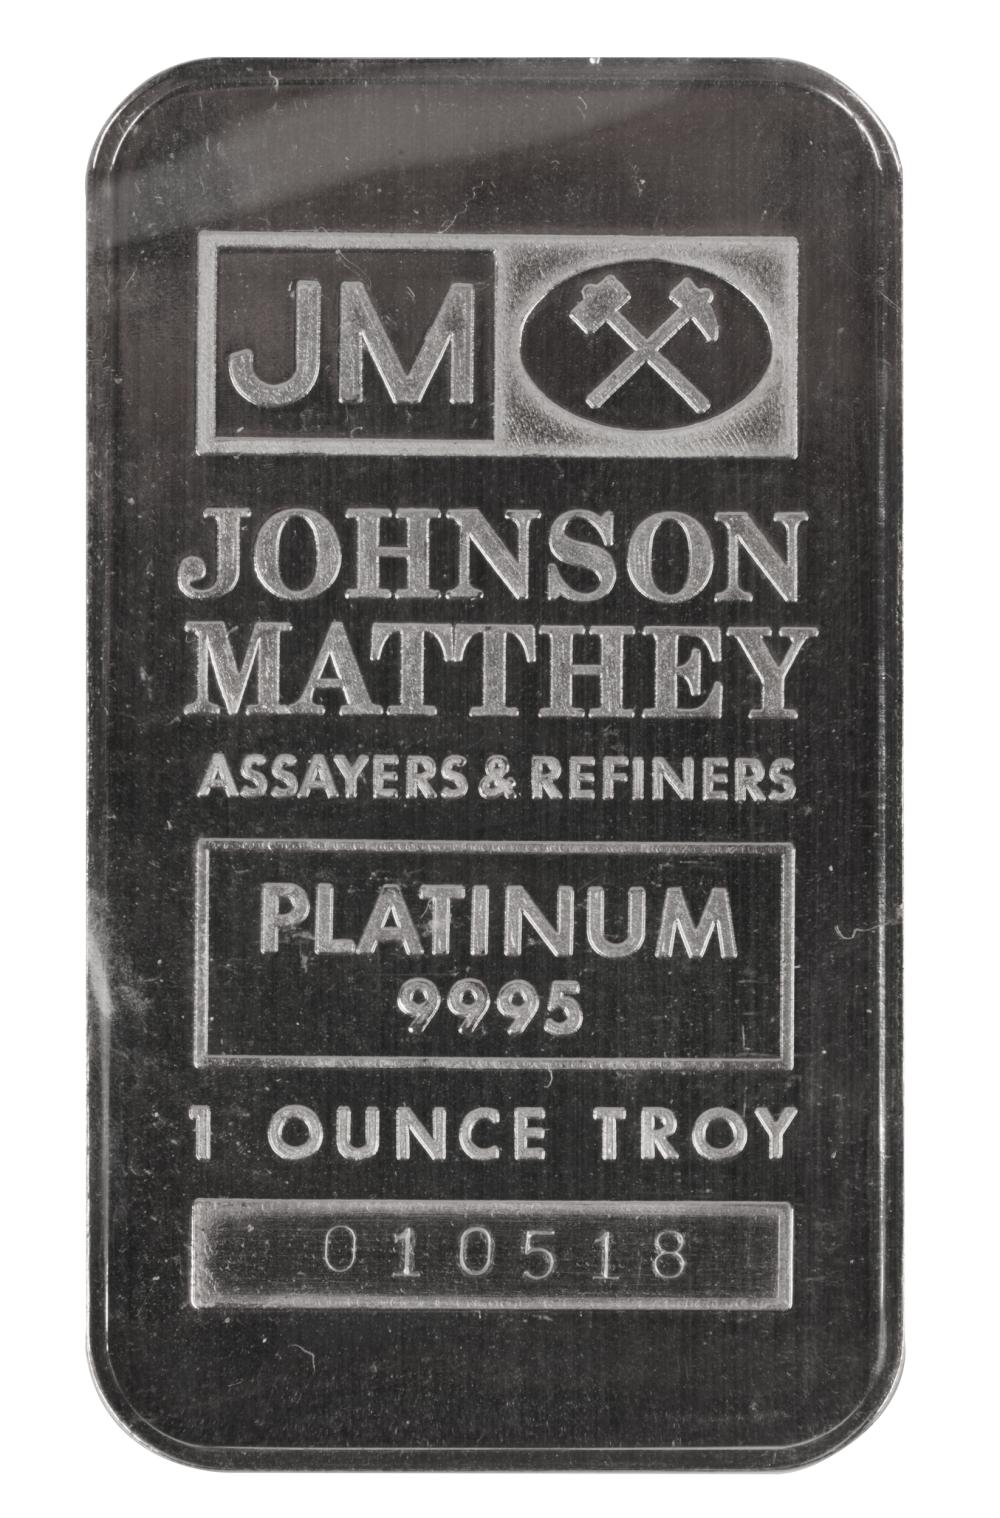 JM
JOHNSON
MATTHEY
ASSAYERS & REFINERS
PLATINUM
9995
1 OUNCE TROY
010518